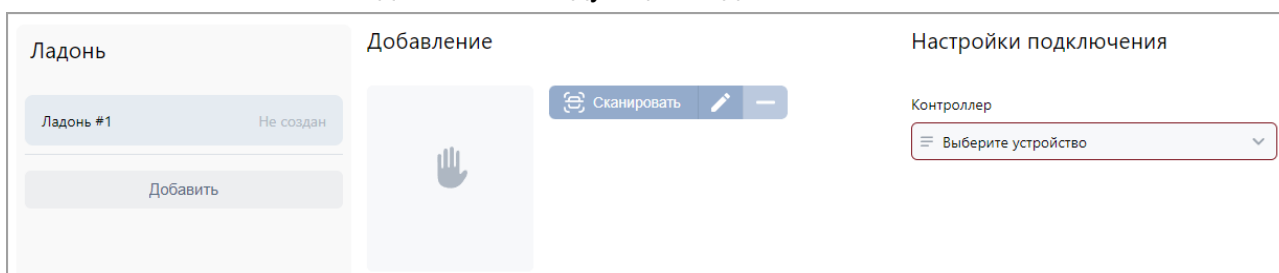 Ладонь
Ладонь #1 Не создан
Добавить
Добавление
Сканировать
Настройки подключения
Контроллер
Выберите устройство